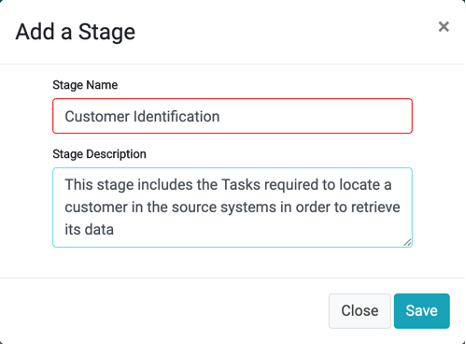 Add a Stage
×
Stage Name
Customer Identification
Stage Description
This stage includes the Tasks required to locate a
customer in the source systems in order to retrieve
its data
Close Save